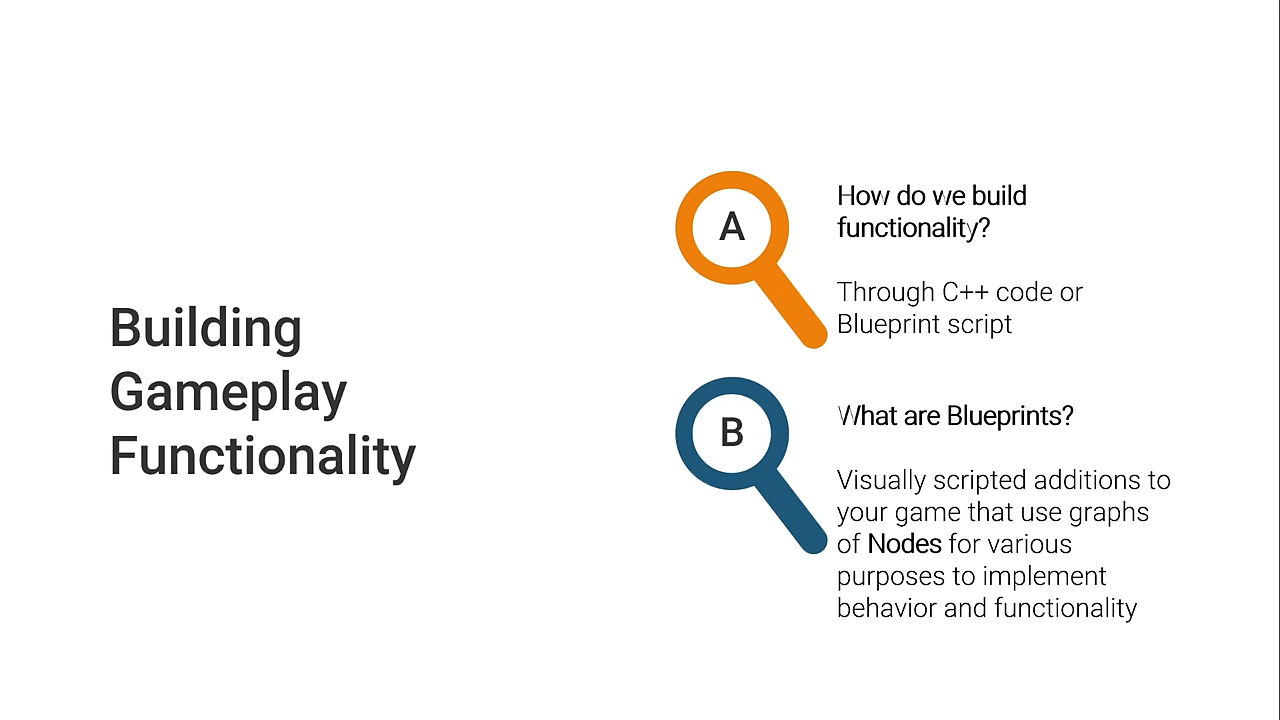 Building
Gameplay
Functionality
A
How do we build
functionality?
Through C++ code or
Blueprint script
B
What are Blueprints?
Visually scripted additions to
your game that use graphs
of Nodes for various
purposes to implement
behavior and functionality